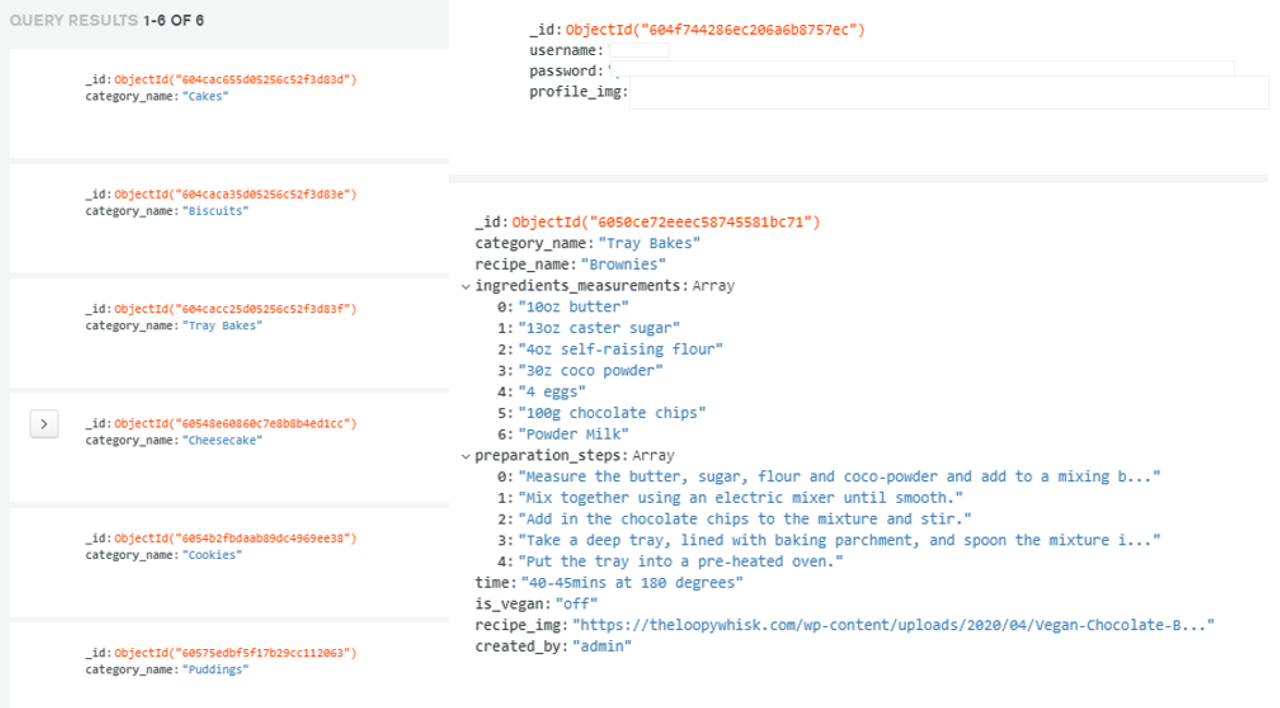 QUERY RESULTS 1-6 OF 6
_id: ObjectId("604cac655d05256c52f3d83d")
category_name: "Cakes"
_id: ObjectId("604caca35d05256c52f3d83e")
category_name: "Biscuits"
_id: ObjectId("604cacc25d05256c52f3d83f")
category_name: "Tray Bakes"
_id: ObjectId("60548e60860c7e8b8b4ed1cc")
category_name: "Cheesecake"
_id: ObjectId("6054b2fbdaab89dc4969ee38")
category_name: "Cookies"
_id: ObjectId("60575edbf5f17b29cc112063")
category_name: "Puddings"
_id: ObjectId("604f744286ec206a6b8757ec")
username:
password:
profile_img:
_id: ObjectId("6050ce72eeec58745581bc71")
category_name: "Tray Bakes"
recipe_name: "Brownies"
ingredients_measurements: Array
0: "10oz butter"
1: "13oz caster sugar"
2: "4oz self-raising flour"
3: "30z coco powder"
4: "4 eggs"
5: "100g chocolate chips"
6: "Powder Milk"
preparation_steps: Array
0: "Measure the butter, sugar, flour and coco-powder and add to a mixing b..."
1: "Mix together using an electric mixer until smooth."
2: "Add in the chocolate chips to the mixture and stir."
3: "Take a deep tray, lined with baking parchment, and spoon the mixture i..."
4: "Put the tray into a pre-heated oven."
time: "40-45mins at 180 degrees"
is_vegan: "off"
recipe_img: "https://theloopywhisk.com/wp-content/uploads/2020/04/Vegan-Chocolate-B..."
created_by: "admin"